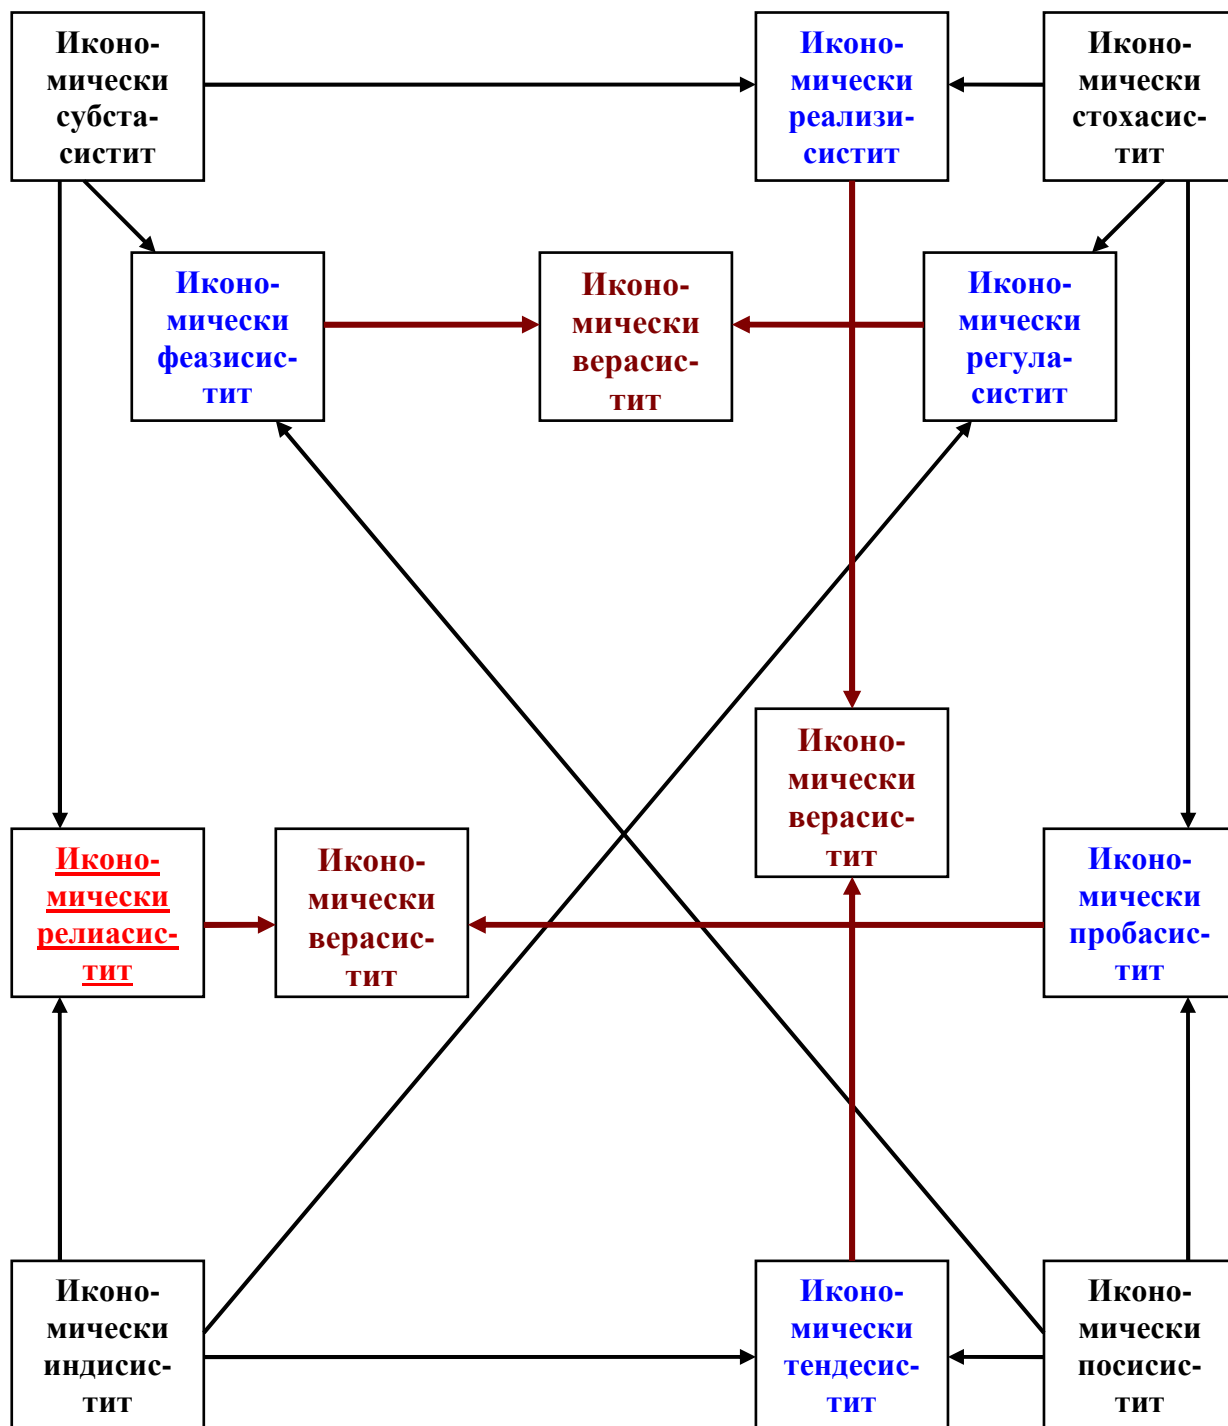 Иконо-
мически
субста-
систит
Иконо-
мически
реализи-
систит
Иконо-
мически
стохасис-
тит
Иконо-
мически
феазисис-
тит
Иконо-
мически
верасис-
тит
Иконо-
мически
регула-
систит
Иконо-
мически
верасис-
тит
Иконо-
мически
релиасис-
тит
Иконо-
мически
верасис-
тит
Иконо-
мически
пробасис-
тит
Иконо-
мически
индисис-
тит
Иконо-
мически
тендесис-
тит
Иконо-
мически
посисис-
тит